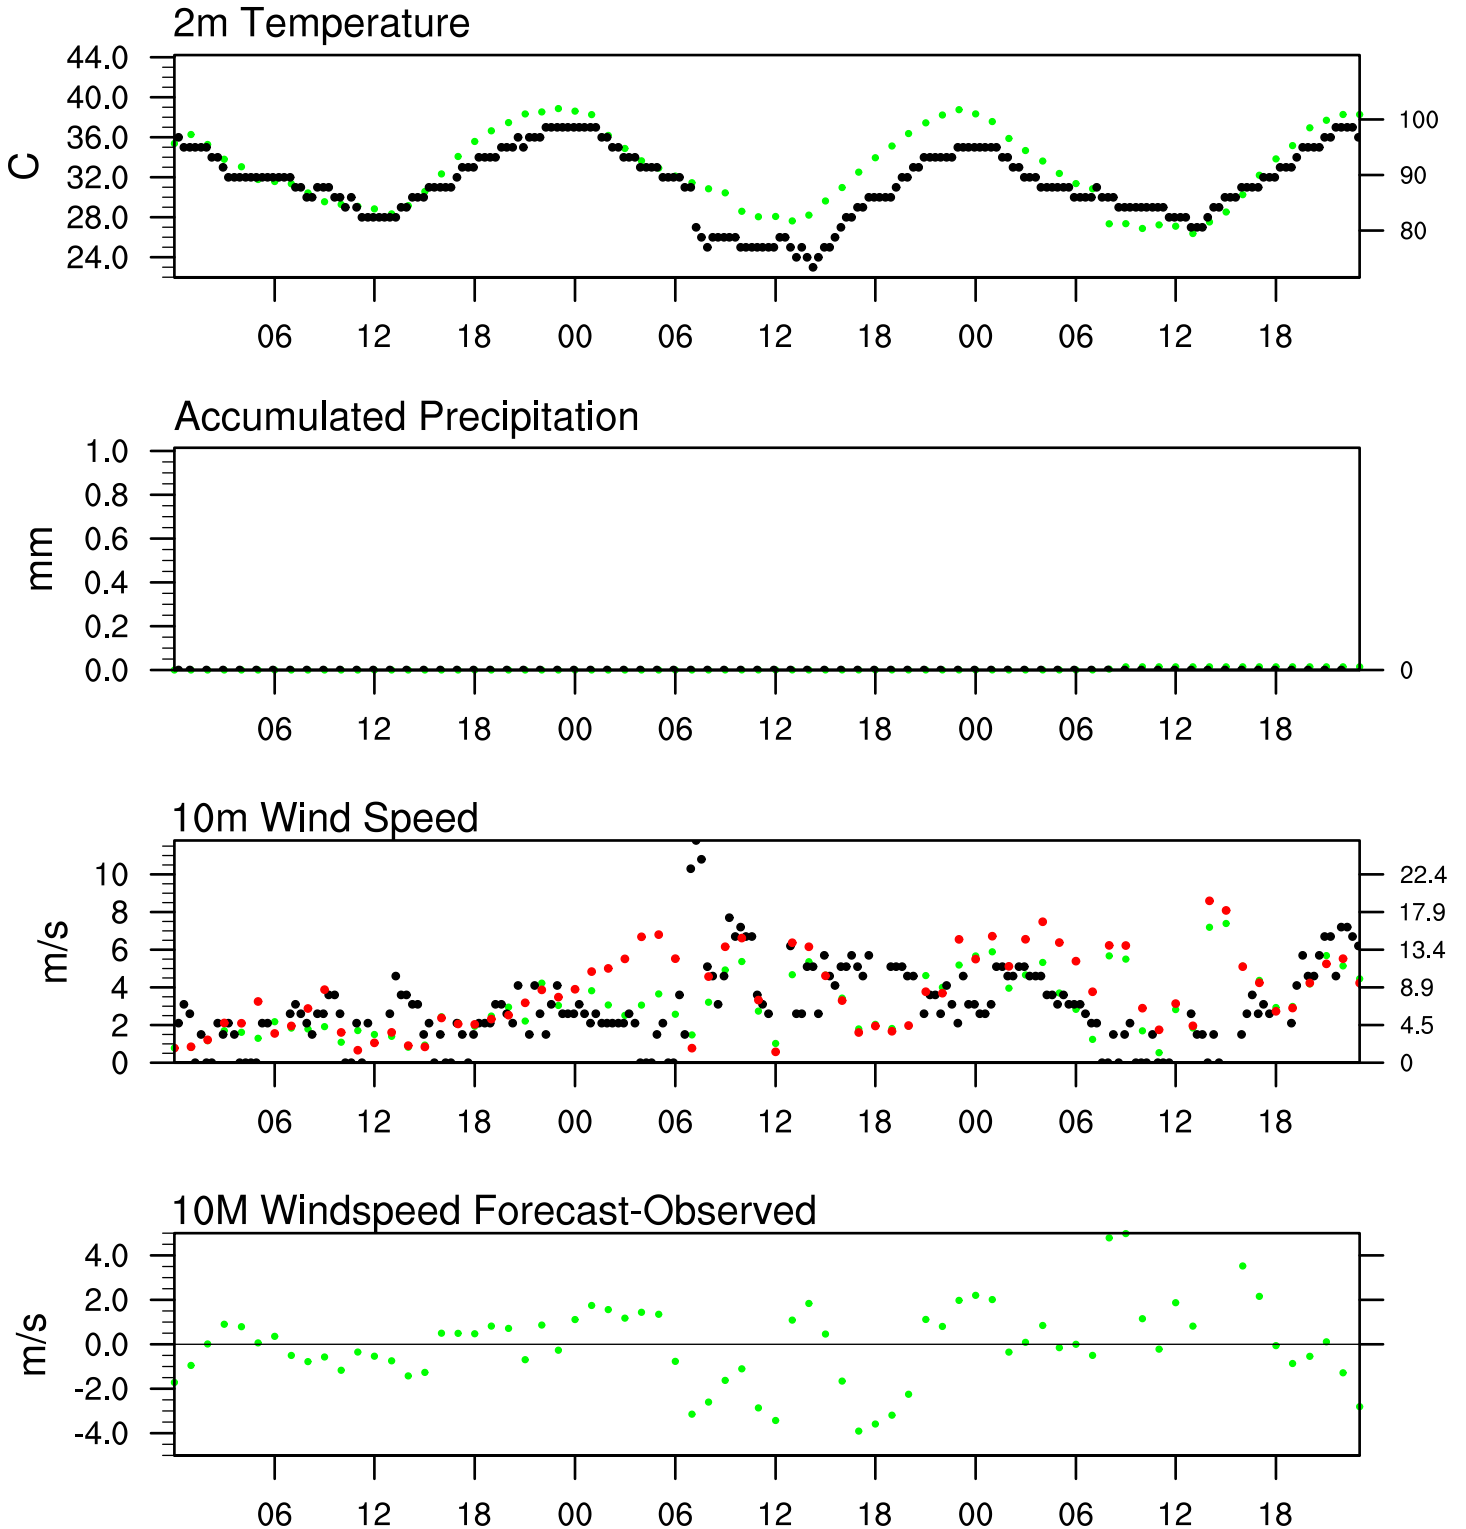 2m Temperature
44.0
40.0
36.0
32.0
28.0
24.0
C
100
90
80
06 12 18 00 06 12 18 00 06 12 18
Accumulated Precipitation
1.0
0.8
0.6
0.4
0.2
0.0
mm
0
06 12 18 00 06 12 18 00 06 12 18
10m Wind Speed
10
8
6
4
2
0
m/s
22.4
17.9
13.4
8.9
4.5
0
06 12 18 00 06 12 18 00 06 12 18
10M Windspeed Forecast-Observed
4.0
2.0
0.0
-2.0
-4.0
m/s
06 12 18 00 06 12 18 00 06 12 18